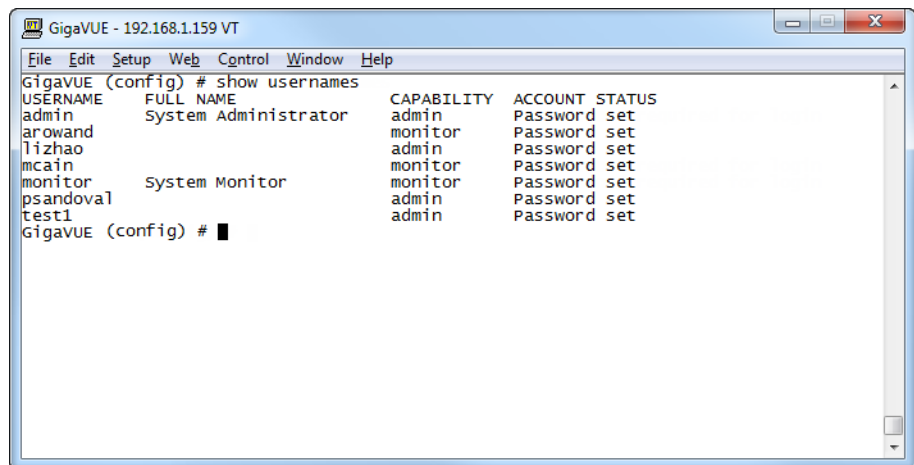 GigaVUE - 192.168.1.159 VT
File Edit Setup Web Control Window Help
GigaVUE (config) # show usernames
USERNAME FULL NAME CAPABILITY ACCOUNT STATUS
admin System Administrator admin Password set
arowand monitor Password set
lizhao admin Password set
mcain monitor Password set
monitor System Monitor monitor Password set
psandoval admin Password set
test1 admin Password set
GigaVUE (config) #